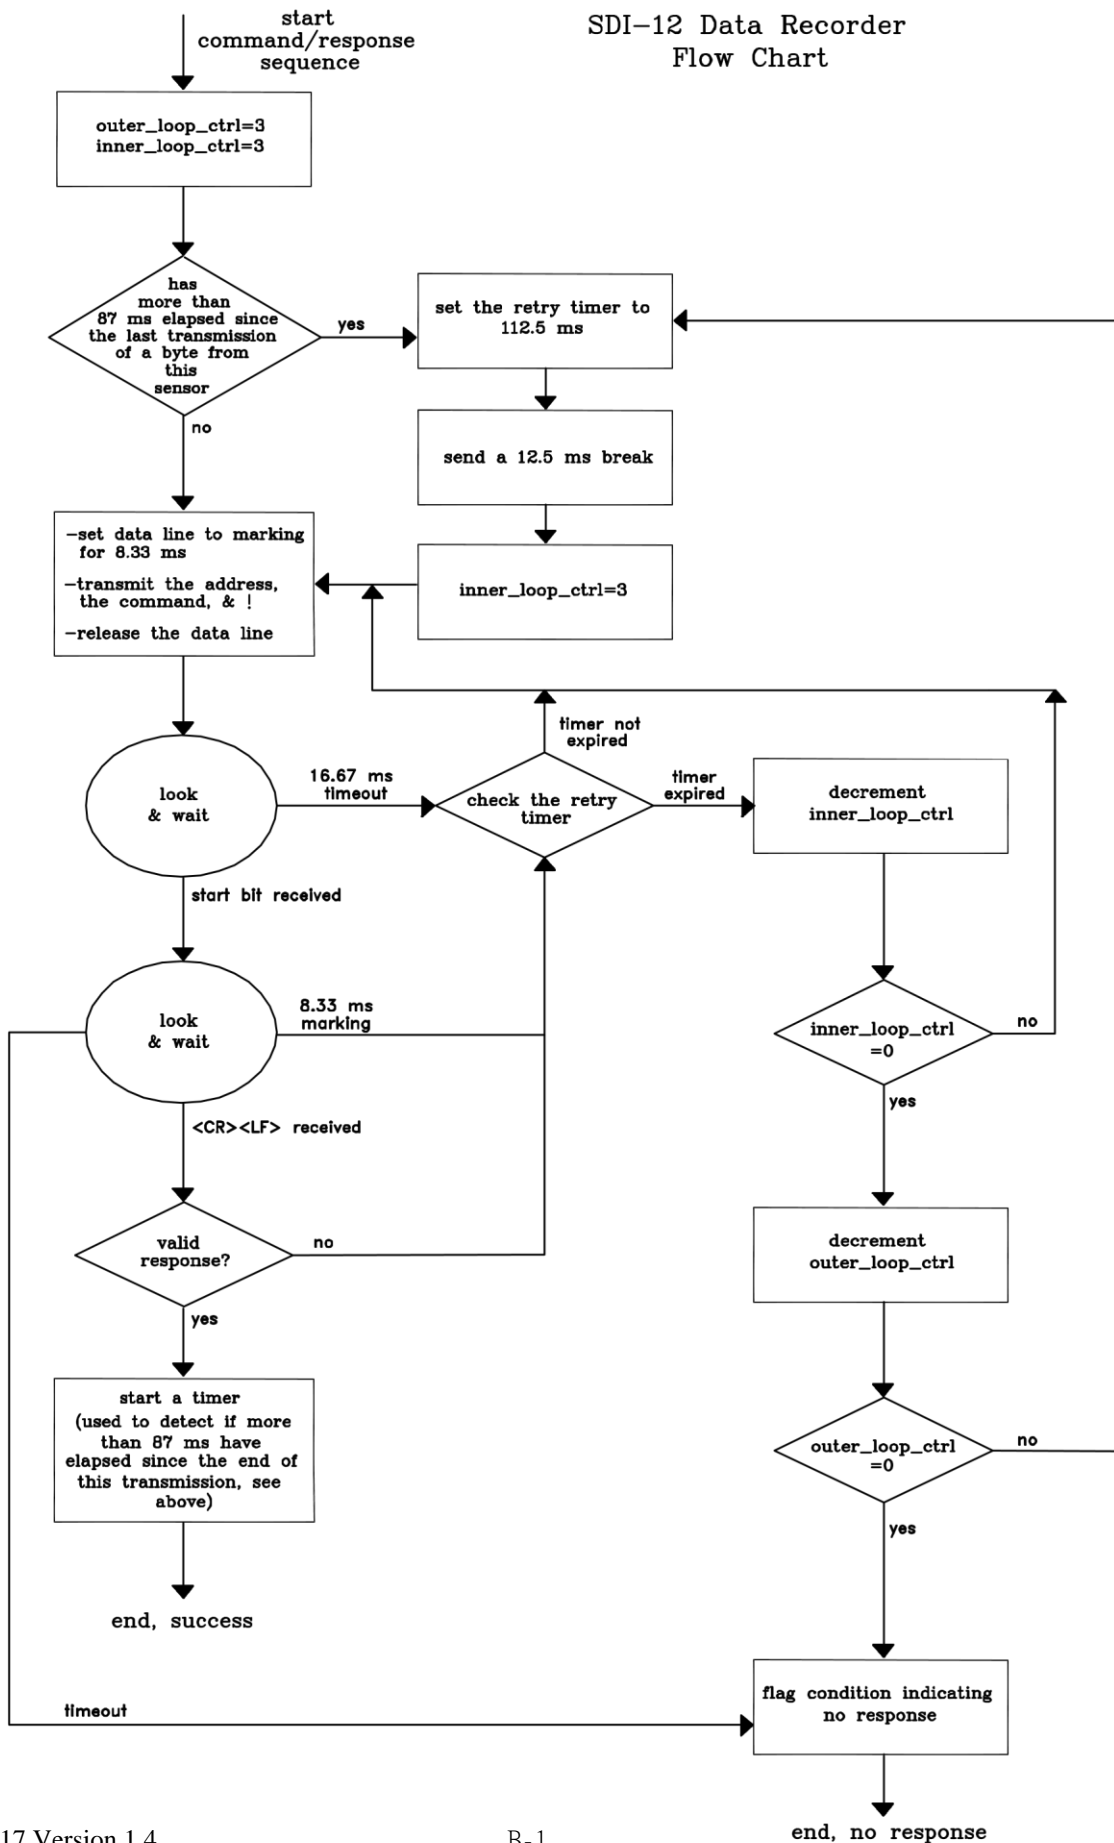 start
command/response
sequence
SDI-12 Data Recorder
Flow Chart
outer_loop_ctrl=3
inner_loop_ctrl=3
has
more than
87 ms elapsed since
the last transmission
of a byte from
this
sensor
yes
no
set the retry timer to
112.5 ms
send a 12.5 ms break
inner_loop_ctrl=3
-set data line to marking
for 8.33 ms
-transmit the address,
the command, & !
-release the data line
look
& wait
16.67 ms
timeout
check the retry
timer
timer not
expired
timer
expired
decrement
inner_loop_ctrl
start bit received
look
& wait
8.33 ms
marking
inner_loop_ctrl
=0
no
yes
<CR><LF> received
valid
response?
no
yes
decrement
outer_loop_ctrl
start a timer
(used to detect if more
than 87 ms have
elapsed since the end of
this transmission, see
above)
outer_loop_ctrl
=0
no
yes
end, success
timeout
flag condition indicating
no response
end, no response
17 Version 1.4
B-1